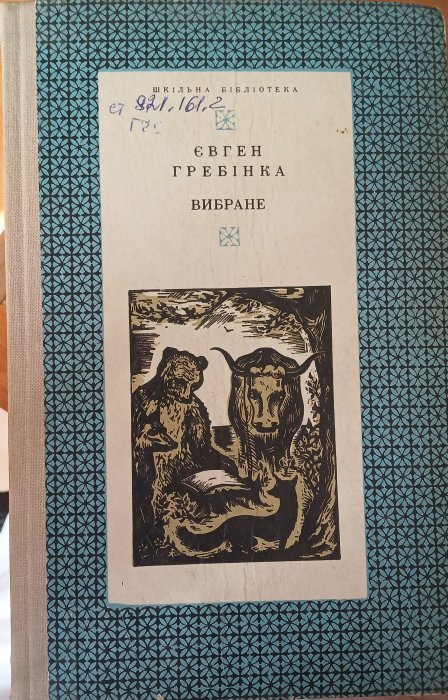 ШКІЛЬНА БІБЛІОТЕКА
821.161.2
ЄВГЕН
ГРЕБІНКА
ВИБРАНЕ